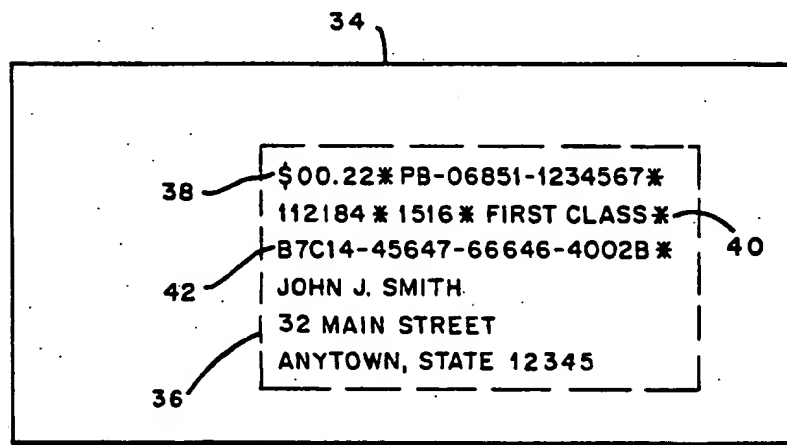 34
38
$00.22*PB-06851-1234567*
112184*1516* FIRST CLASS*
40
B7C14-45647-66646-4002B*
42
JOHN J. SMITH
32 MAIN STREET
ANYTOWN, STATE 12345
36